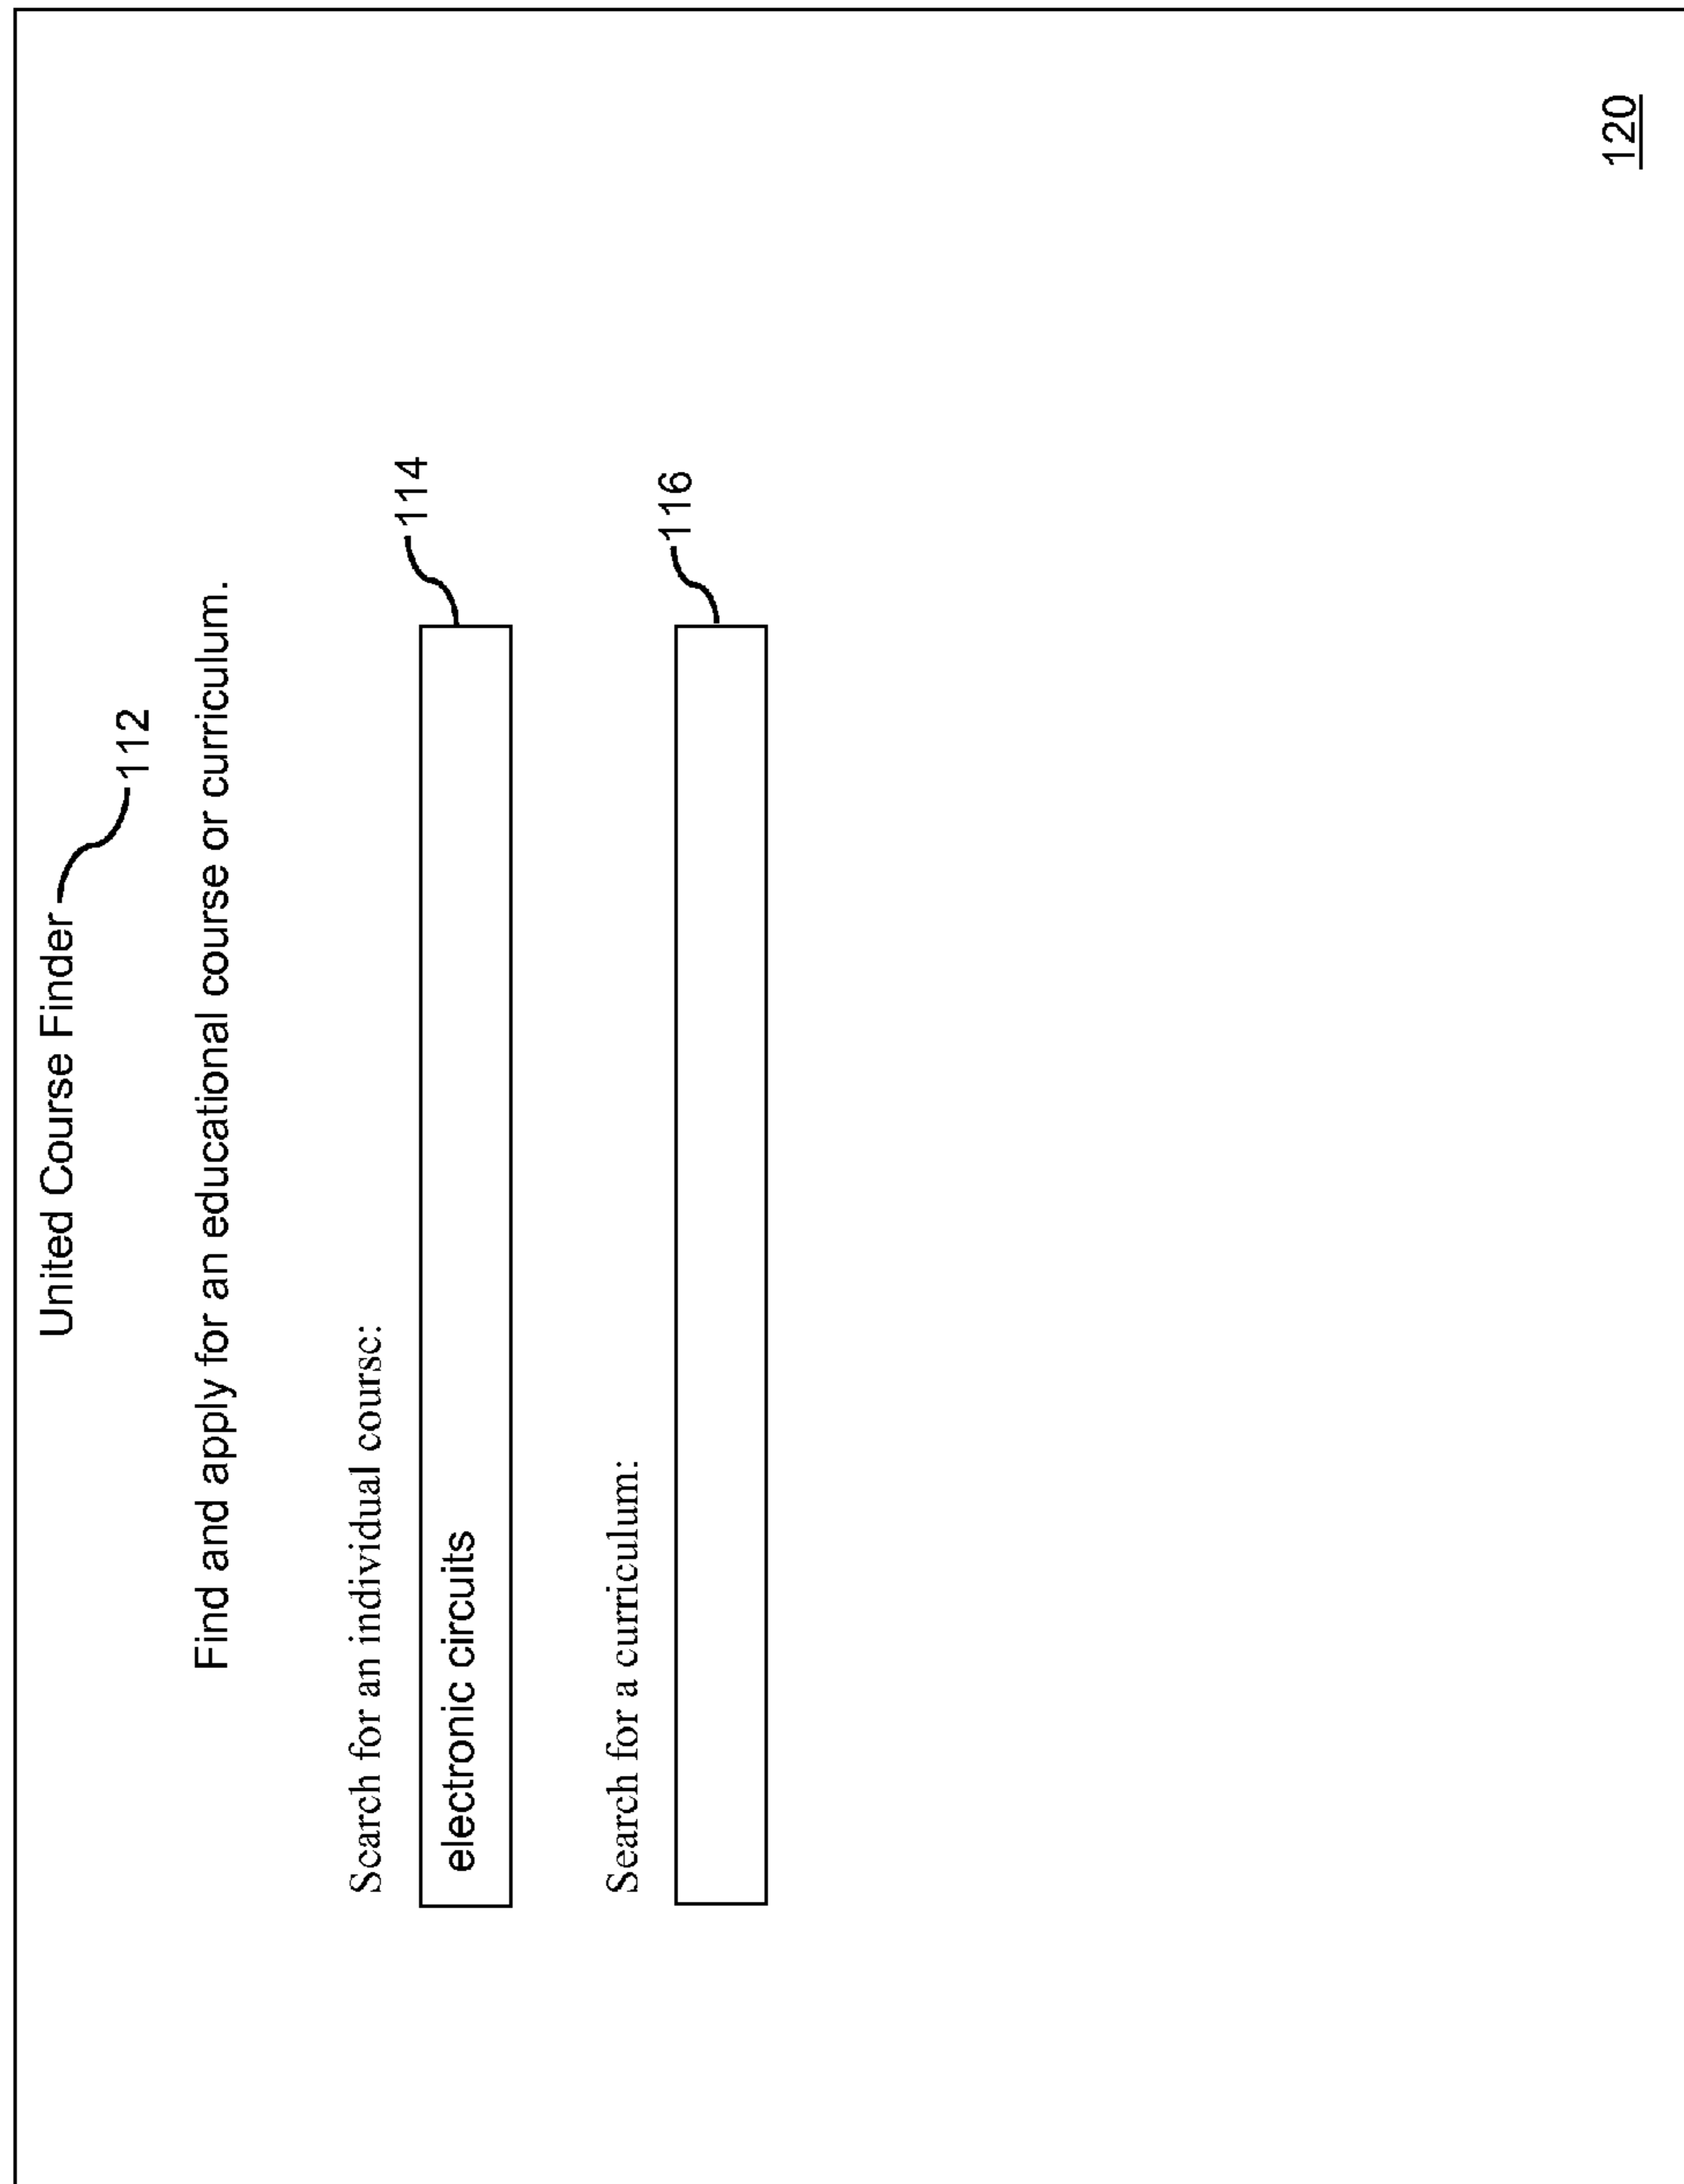 United Course Finder
112
Find and apply for an educational course or curriculum.
Search for an individual course:
114
electronic circuits
Search for a curriculum:
116
120